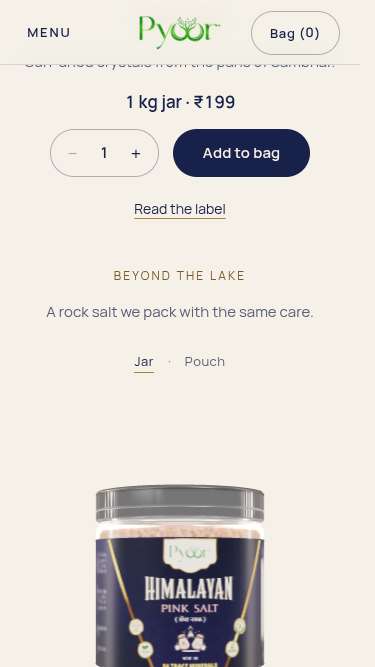 MENU
Pyoor
Bag (0)
1 kg jar · ₹199
− 1 +
Add to bag
Read the label
BEYOND THE LAKE
A rock salt we pack with the same care.
Jar · Pouch
Pyoor
HIMALAYAN
PINK SALT
(सेंधा नमक)